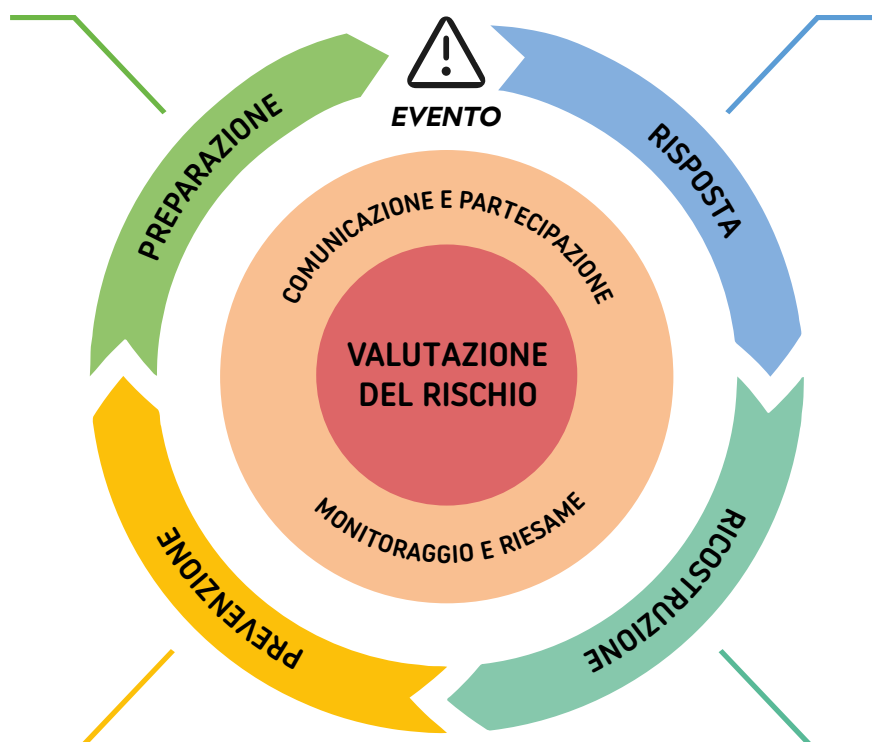 EVENTO
PREPARAZIONE
RISPOSTA
COMUNICAZIONE E PARTECIPAZIONE
VALUTAZIONE
DEL RISCHIO
MONITORAGGIO E RIESAME
PREVENZIONE
RICOSTRUZIONE